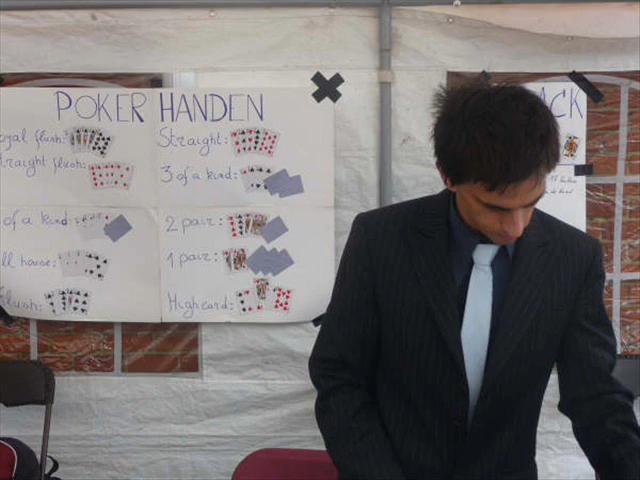 POKER HANDEN
oyal flush:
traight flush:
of a kind:
ll house:
flush:
Straight:
3 of a kind:
2 pair:
1 pair:
Highcard:
ACK